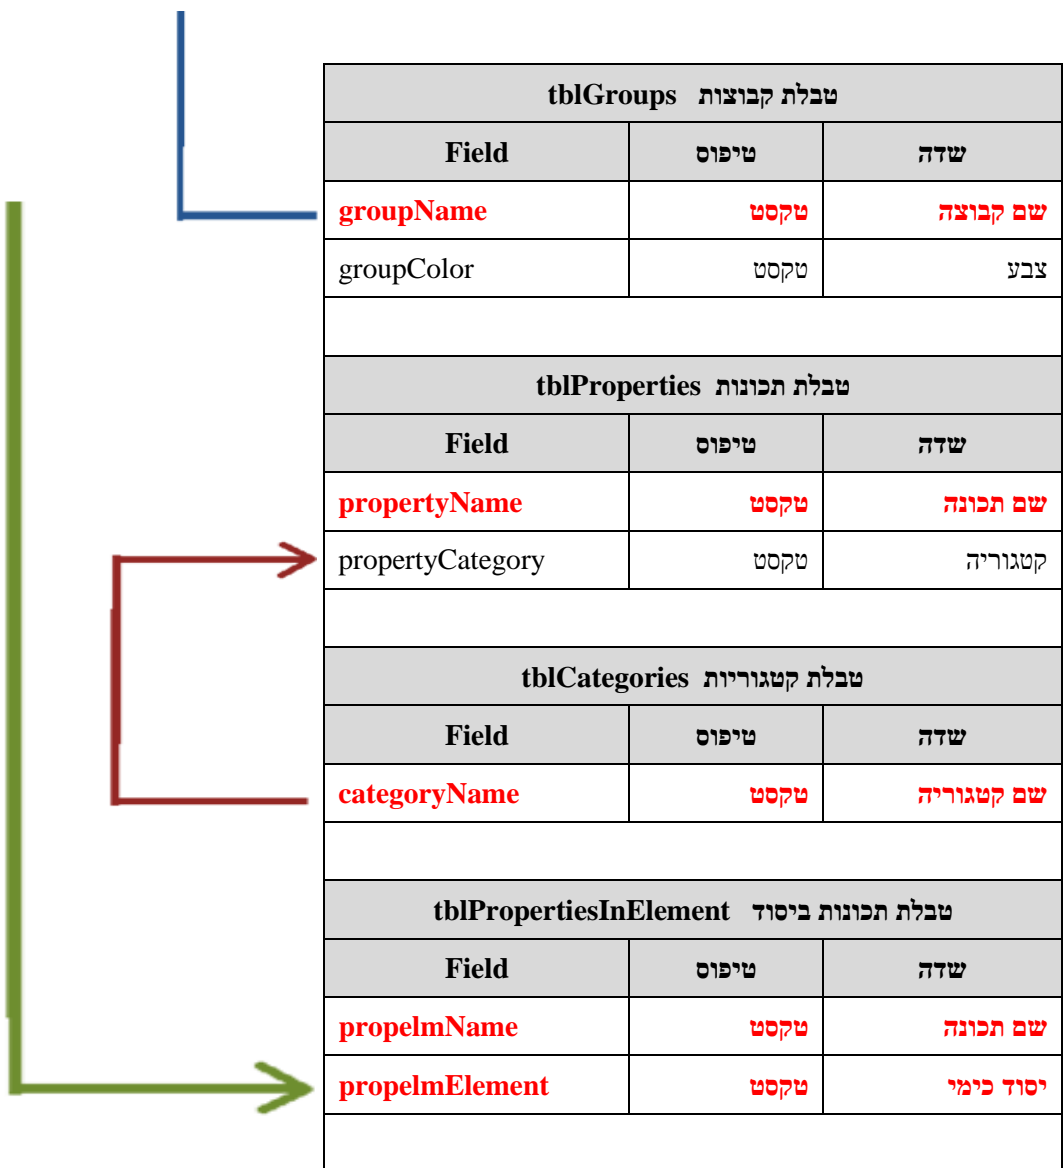 טבלת קבוצות tblGroups
שדה טיפוס Field
שם קבוצה טקסט groupName
צבע טקסט groupColor
טבלת תכונות tblProperties
שדה טיפוס Field
שם תכונה טקסט propertyName
קטגוריה טקסט propertyCategory
טבלת קטגוריות tblCategories
שדה טיפוס Field
שם קטגוריה טקסט categoryName
טבלת תכונות ביסוד tblPropertiesInElement
שדה טיפוס Field
שם תכונה טקסט propelmName
יסוד כימי טקסט propelmElement